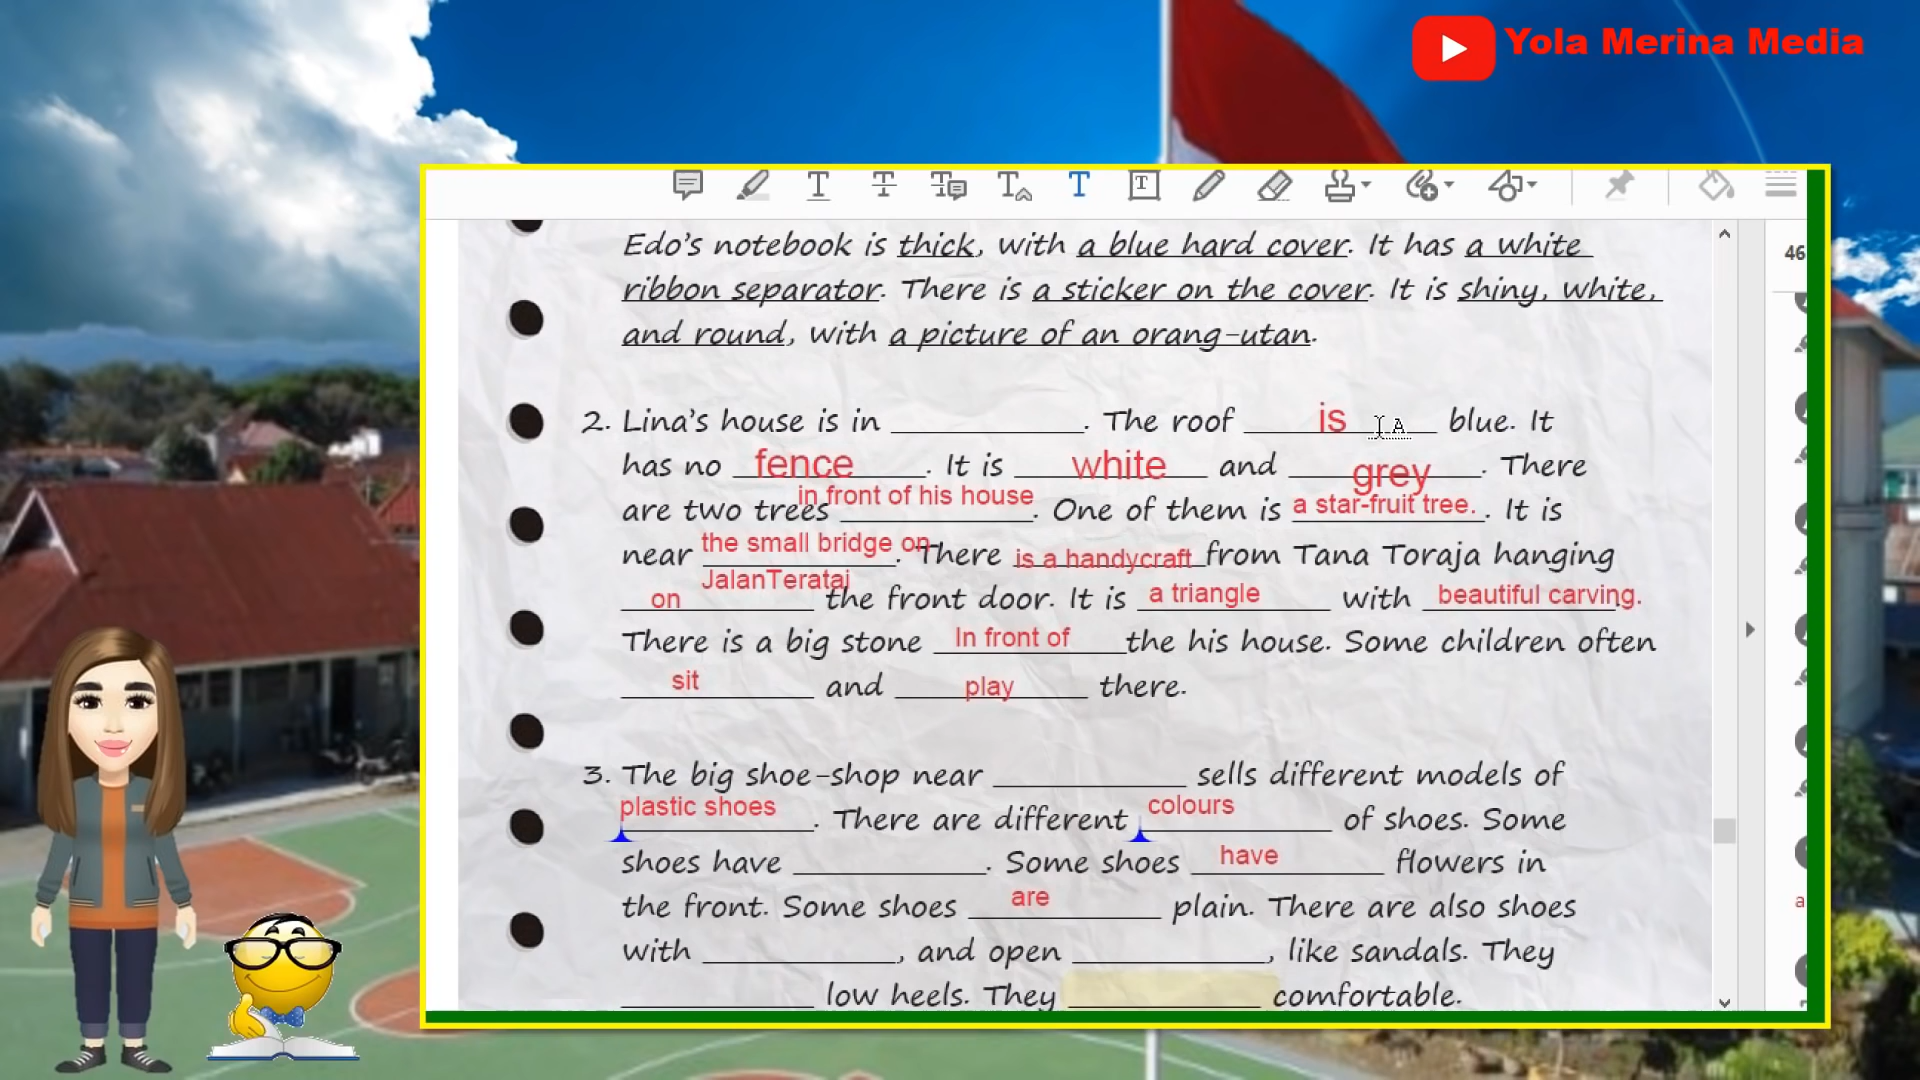 Yola Merina Media
46
Edo's notebook is thick, with a blue hard cover. It has a white
ribbon separator. There is a sticker on the cover. It is shiny, white,
and round, with a picture of an orang-utan.
2. Lina's house is in ____________. The roof is blue. It
has no fence. It is white and grey. There
are two trees in front of his house. One of them is a star-fruit tree.. It is
near the small bridge on JalanTerataj. There is a handycraft from Tana Toraja hanging
on the front door. It is a triangle with beautiful carving..
There is a big stone In front of the his house. Some children often
sit and play there.
3. The big shoe-shop near ____________ sells different models of
plastic shoes. There are different colours of shoes. Some
shoes have ____________. Some shoes have flowers in
the front. Some shoes are plain. There are also shoes
a
with ____________, and open ____________, like sandals. They
____________ low heels. They ____________ comfortable.